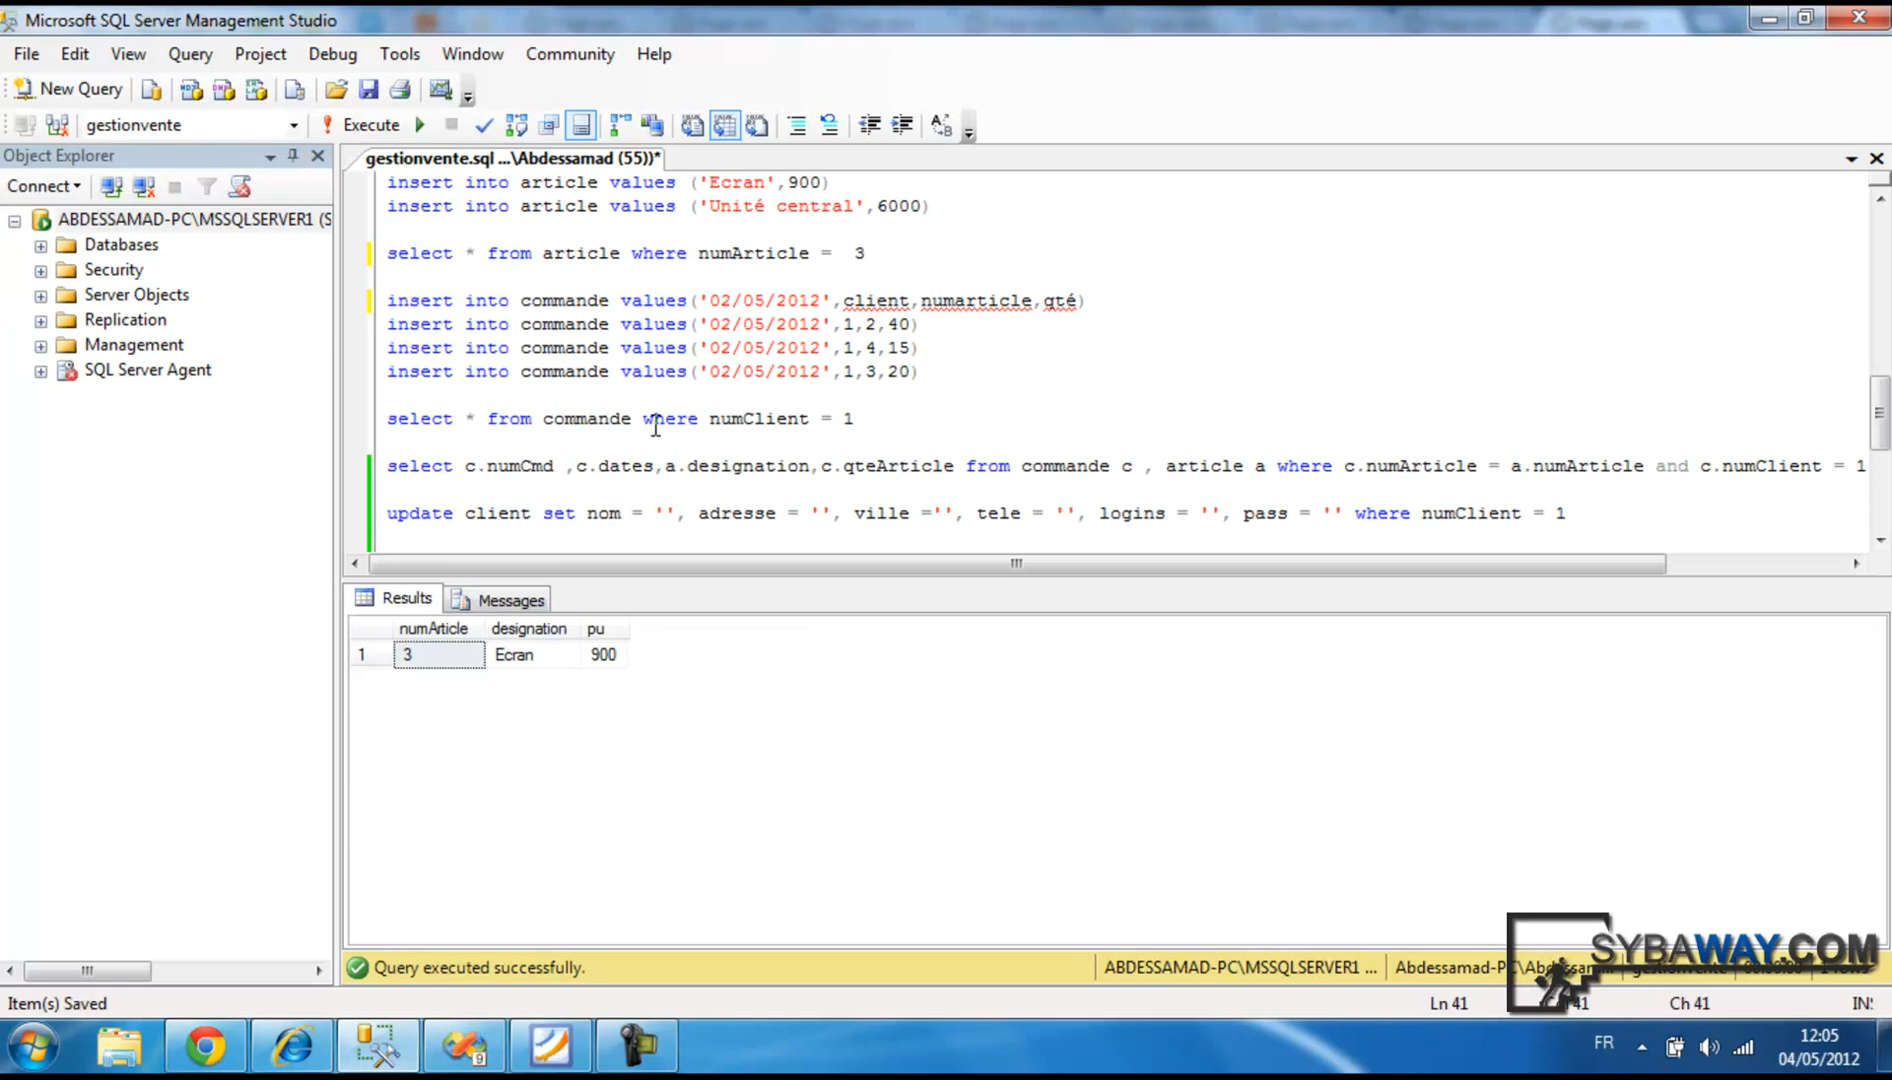 Microsoft SQL Server Management Studio
File Edit View Query Project Debug Tools Window Community Help
New Query
gestionvente Execute
Object Explorer
gestionvente.sql ...\Abdessamad (55))*
Connect
ABDESSAMAD-PC\MSSQLSERVER1 (S
Databases
Security
Server Objects
Replication
Management
SQL Server Agent
insert into article values ('Ecran',900)
insert into article values ('Unité central',6000)
select * from article where numArticle =  3
insert into commande values('02/05/2012',client,numarticle,qté)
insert into commande values('02/05/2012',1,2,40)
insert into commande values('02/05/2012',1,4,15)
insert into commande values('02/05/2012',1,3,20)
select * from commande where numClient = 1
select c.numCmd ,c.dates,a.designation,c.qteArticle from commande c , article a where c.numArticle = a.numArticle and c.numClient = 1
update client set nom = '', adresse = '', ville ='', tele = '', logins = '', pass = '' where numClient = 1
Results Messages
numArticle designation pu
1 3 Ecran 900
SYBAWAY.COM
Query executed successfully.
ABDESSAMAD-PC\MSSQLSERVER1 ...
Item(s) Saved
Ln 41
Ch 41
9
FR
12:05
04/05/2012